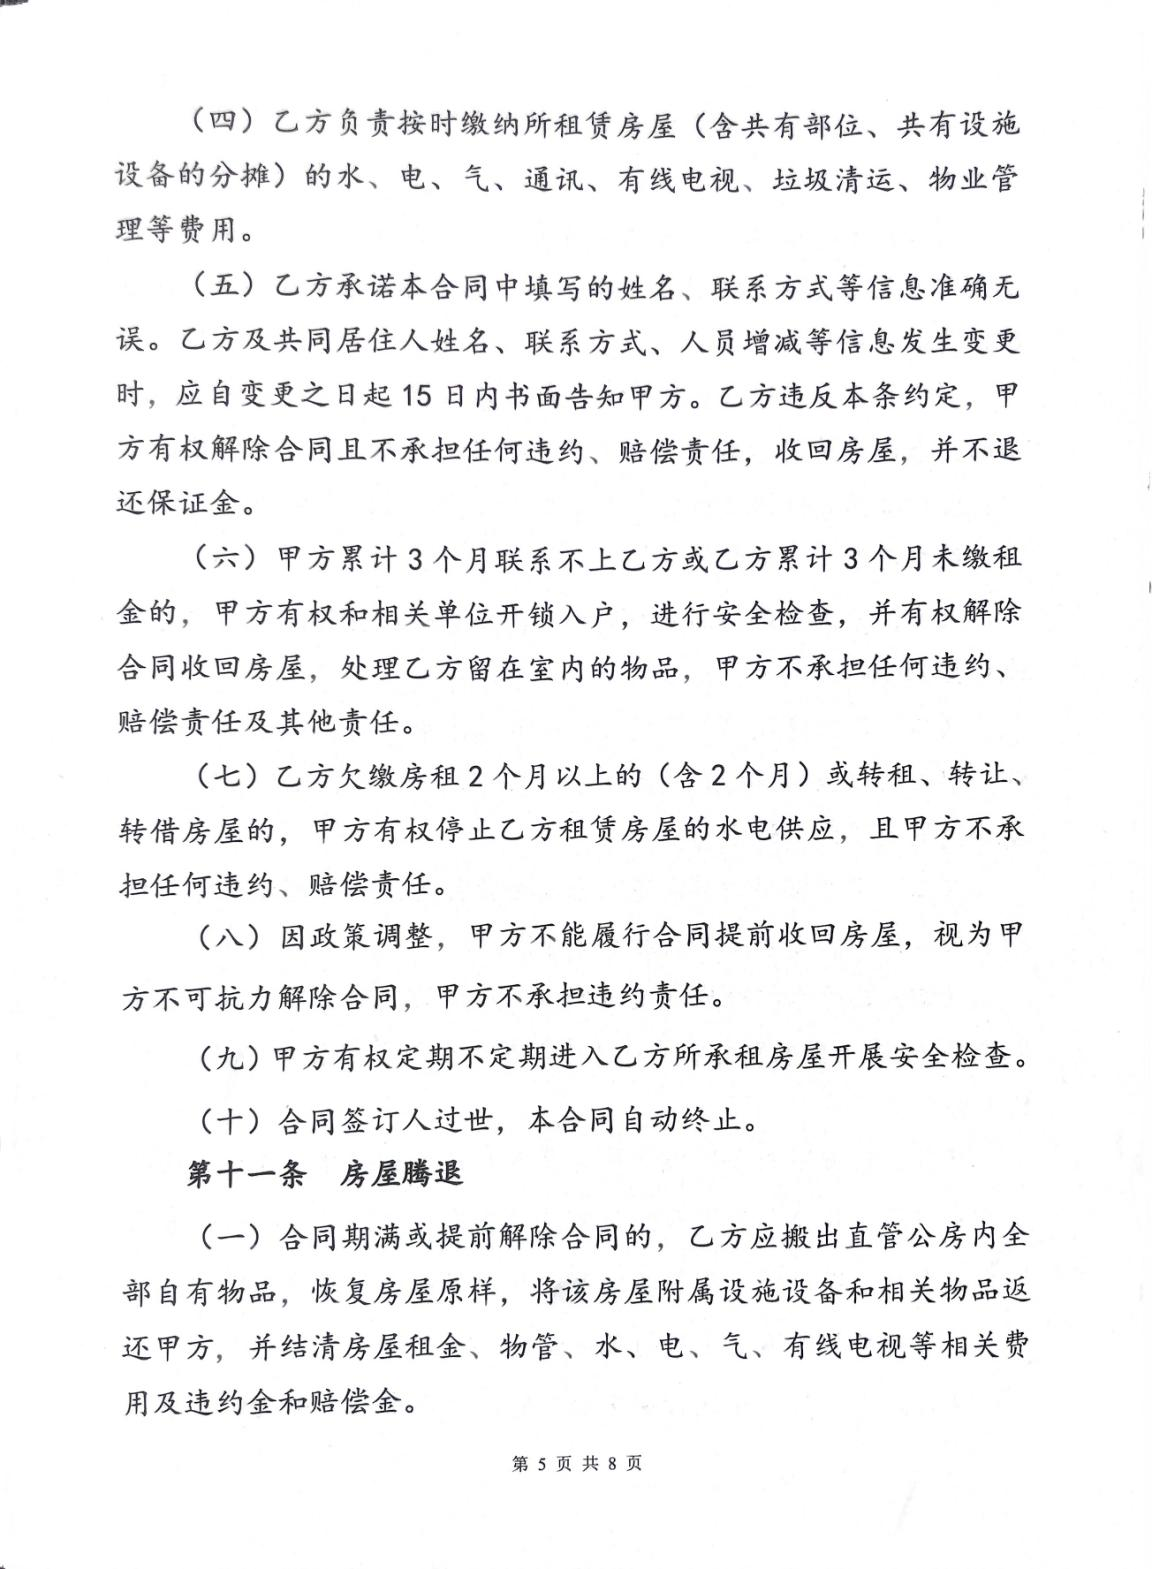 （四）乙方负责按时缴纳所租赁房屋（含共有部位、共有设施
设备的分摊）的水、电、气、通讯、有线电视、垃圾清运、物业管
理等费用。
（五）乙方承诺本合同中填写的姓名、联系方式等信息准确无
误。乙方及共同居住人姓名、联系方式、人员增减等信息发生变更
时，应自变更之日起 15 日内书面告知甲方。乙方违反本条约定，甲
方有权解除合同且不承担任何违约、赔偿责任，收回房屋，并不退
还保证金。
（六）甲方累计 3 个月联系不上乙方或乙方累计 3 个月未缴租
金的，甲方有权和相关单位开锁入户，进行安全检查，并有权解除
合同收回房屋，处理乙方留在室内的物品，甲方不承担任何违约、
赔偿责任及其他责任。
（七）乙方欠缴房租 2 个月以上的（含 2 个月）或转租、转让、
转借房屋的，甲方有权停止乙方租赁房屋的水电供应，且甲方不承
担任何违约、赔偿责任。
（八）因政策调整，甲方不能履行合同提前收回房屋，视为甲
方不可抗力解除合同，甲方不承担违约责任。
（九）甲方有权定期不定期进入乙方所承租房屋开展安全检查。
（十）合同签订人过世，本合同自动终止。
第十一条　房屋腾退
（一）合同期满或提前解除合同的，乙方应搬出直管公房内全
部自有物品，恢复房屋原样，将该房屋附属设施设备和相关物品返
还甲方，并结清房屋租金、物管、水、电、气、有线电视等相关费
用及违约金和赔偿金。
第 5 页 共 8 页